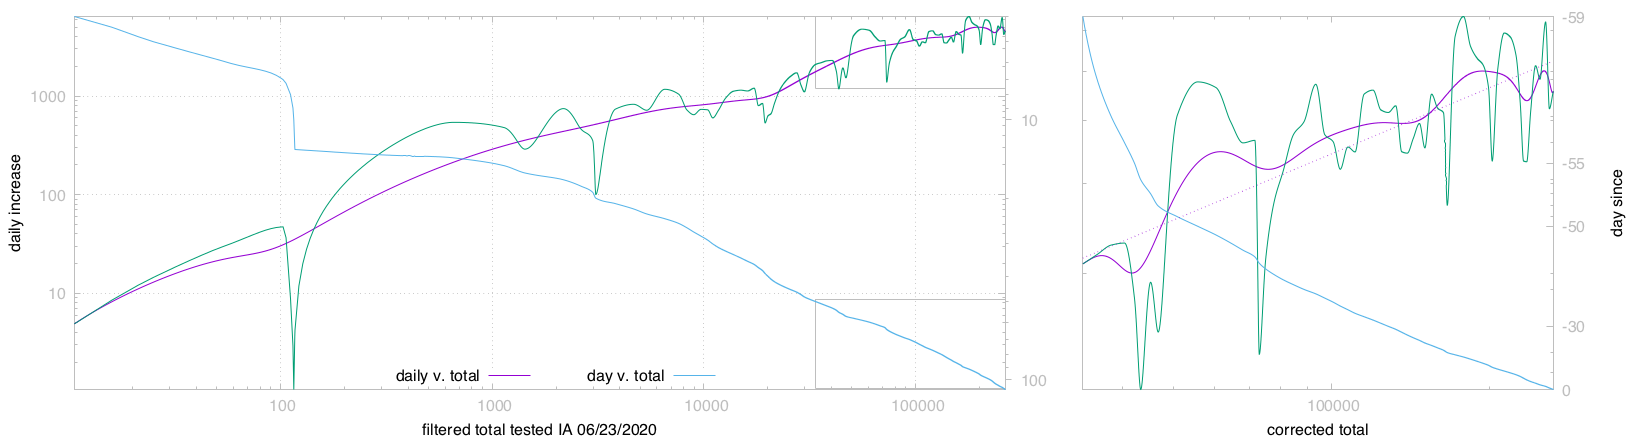 1000
100
10
daily increase
daily v. total
day v. total
100
1000
10000
100000
filtered total tested IA 06/23/2020
10
100
-59
-55
-50
-30
0
day since
100000
corrected total